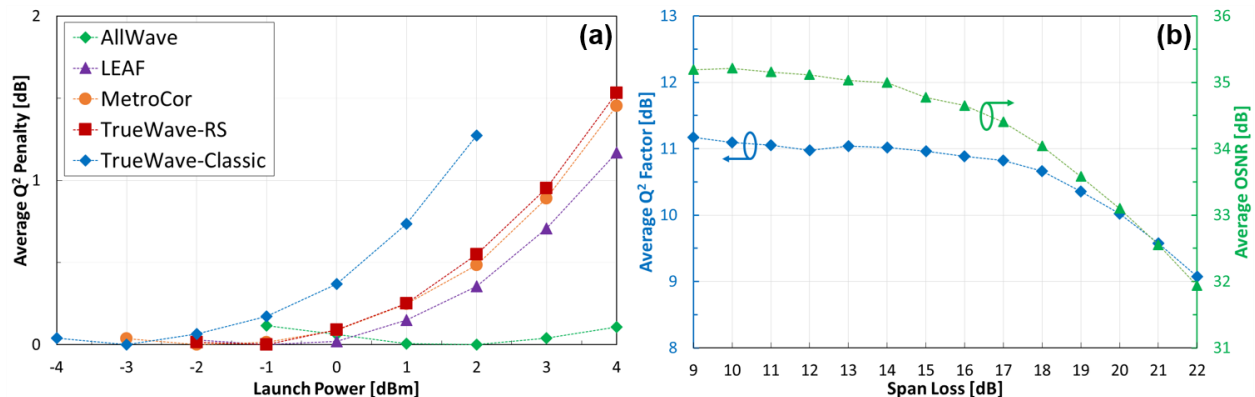 (a)
AllWave
LEAF
MetroCor
TrueWave-RS
TrueWave-Classic
Average Q² Penalty [dB]
2
1
0
-4 -3 -2 -1 0 1 2 3 4
Launch Power [dBm]
(b)
Average Q² Factor [dB]
13
12
11
10
9
8
Average OSNR [dB]
36
35
34
33
32
31
9 10 11 12 13 14 15 16 17 18 19 20 21 22
Span Loss [dB]